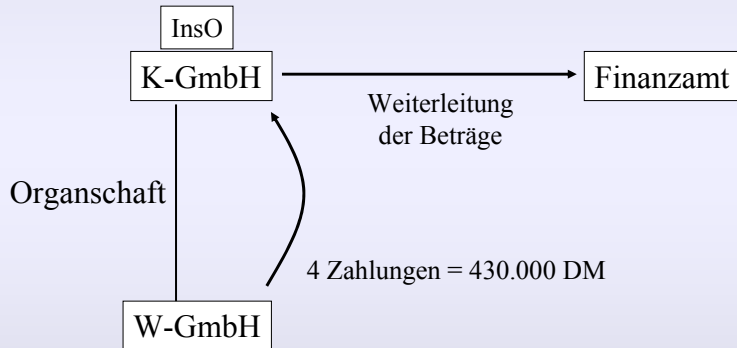 InsO
K-GmbH
Finanzamt
Weiterleitung
der Beträge
Organschaft
4 Zahlungen = 430.000 DM
W-GmbH